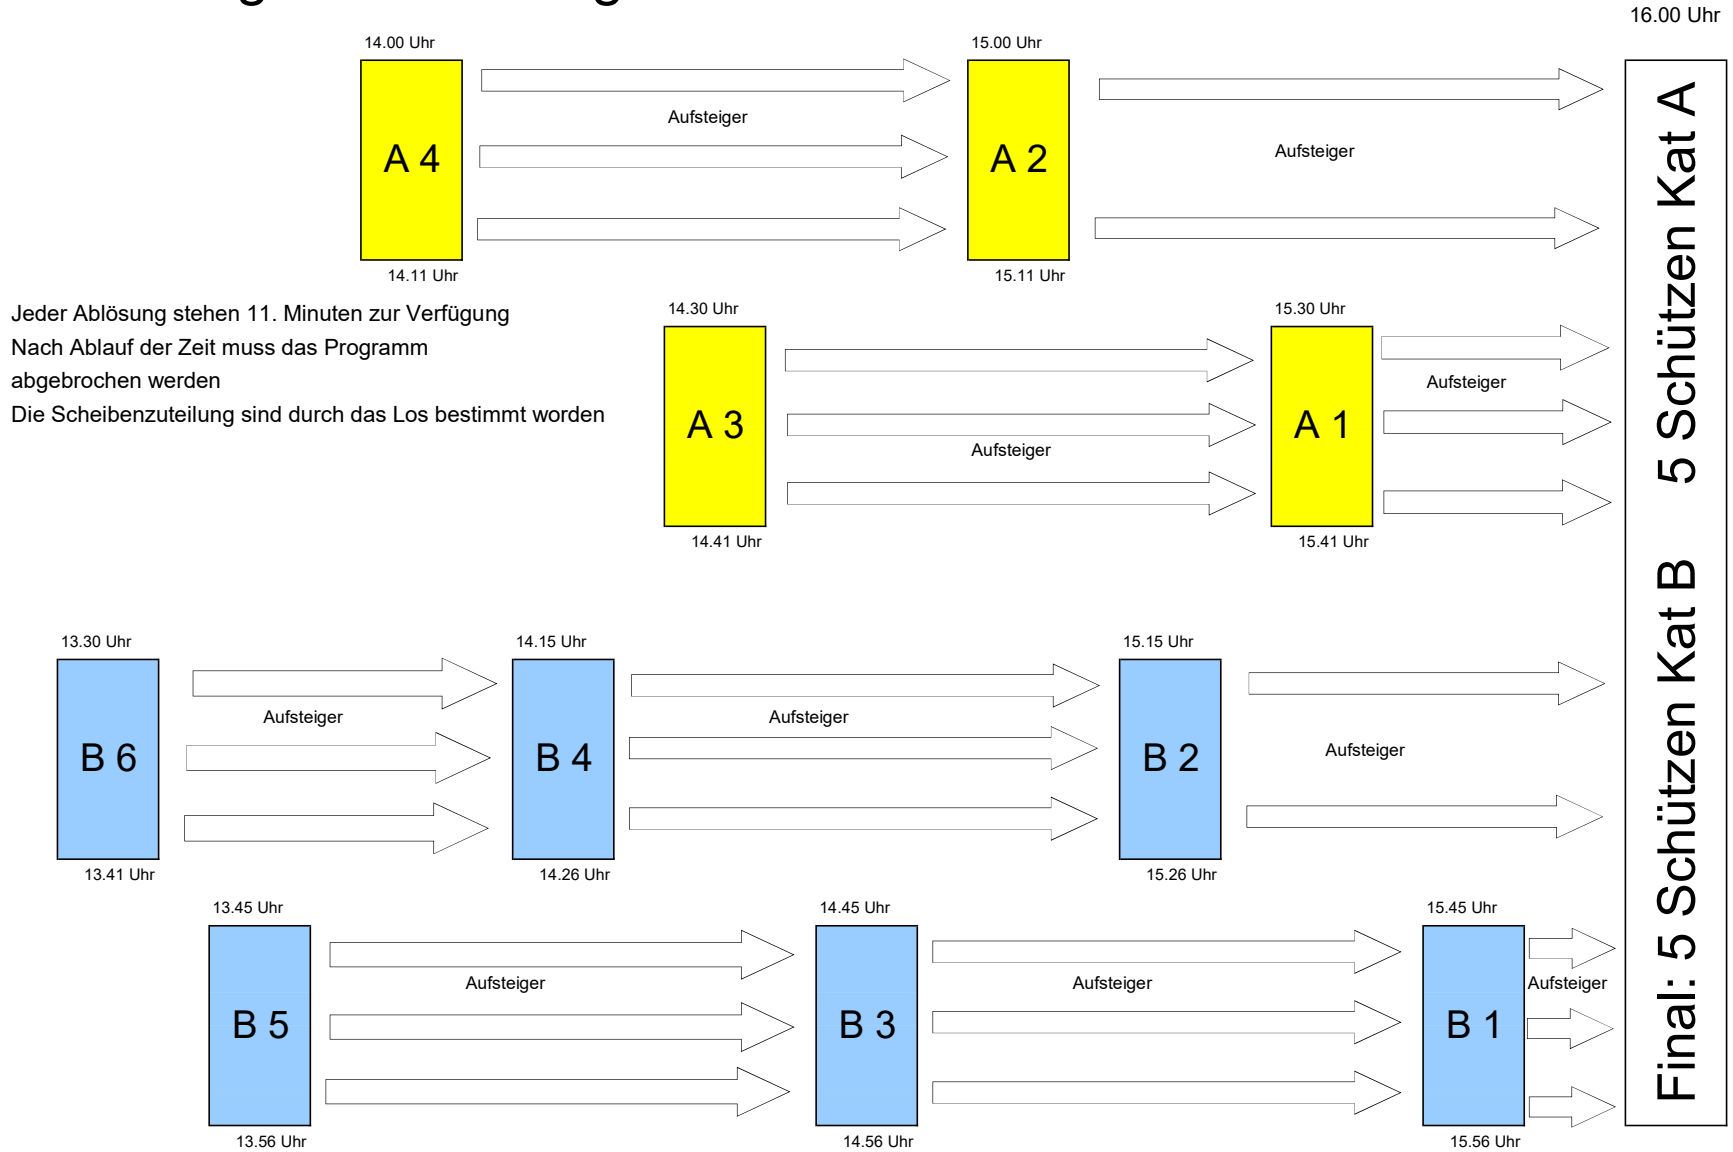 16.00 Uhr
14.00 Uhr
15.00 Uhr
Aufsteiger
Aufsteiger
A 4
A 2
14.11 Uhr
15.11 Uhr
Jeder Ablösung stehen 11. Minuten zur Verfügung
Nach Ablauf der Zeit muss das Programm
abgebrochen werden
Die Scheibenzuteilung sind durch das Los bestimmt worden
14.30 Uhr
15.30 Uhr
Aufsteiger
A 3
A 1
Aufsteiger
14.41 Uhr
15.41 Uhr
13.30 Uhr
14.15 Uhr
15.15 Uhr
Aufsteiger
Aufsteiger
Aufsteiger
B 6
B 4
B 2
13.41 Uhr
14.26 Uhr
15.26 Uhr
13.45 Uhr
14.45 Uhr
15.45 Uhr
Aufsteiger
Aufsteiger
Aufsteiger
B 5
B 3
B 1
13.56 Uhr
14.56 Uhr
15.56 Uhr
Final: 5 Schützen Kat B 5 Schützen Kat A